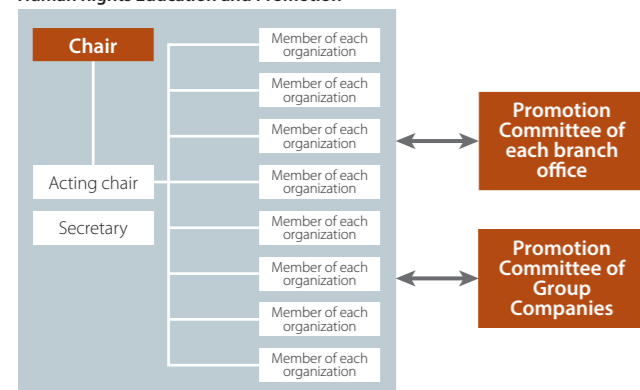 Human Rights Education and Promotion
Chair
Acting chair
Secretary
Member of each
organization
Member of each
organization
Member of each
organization
Member of each
organization
Member of each
organization
Member of each
organization
Member of each
organization
Member of each
organization
Promotion
Committee of
each branch
office
Promotion
Committee of
Group
Companies